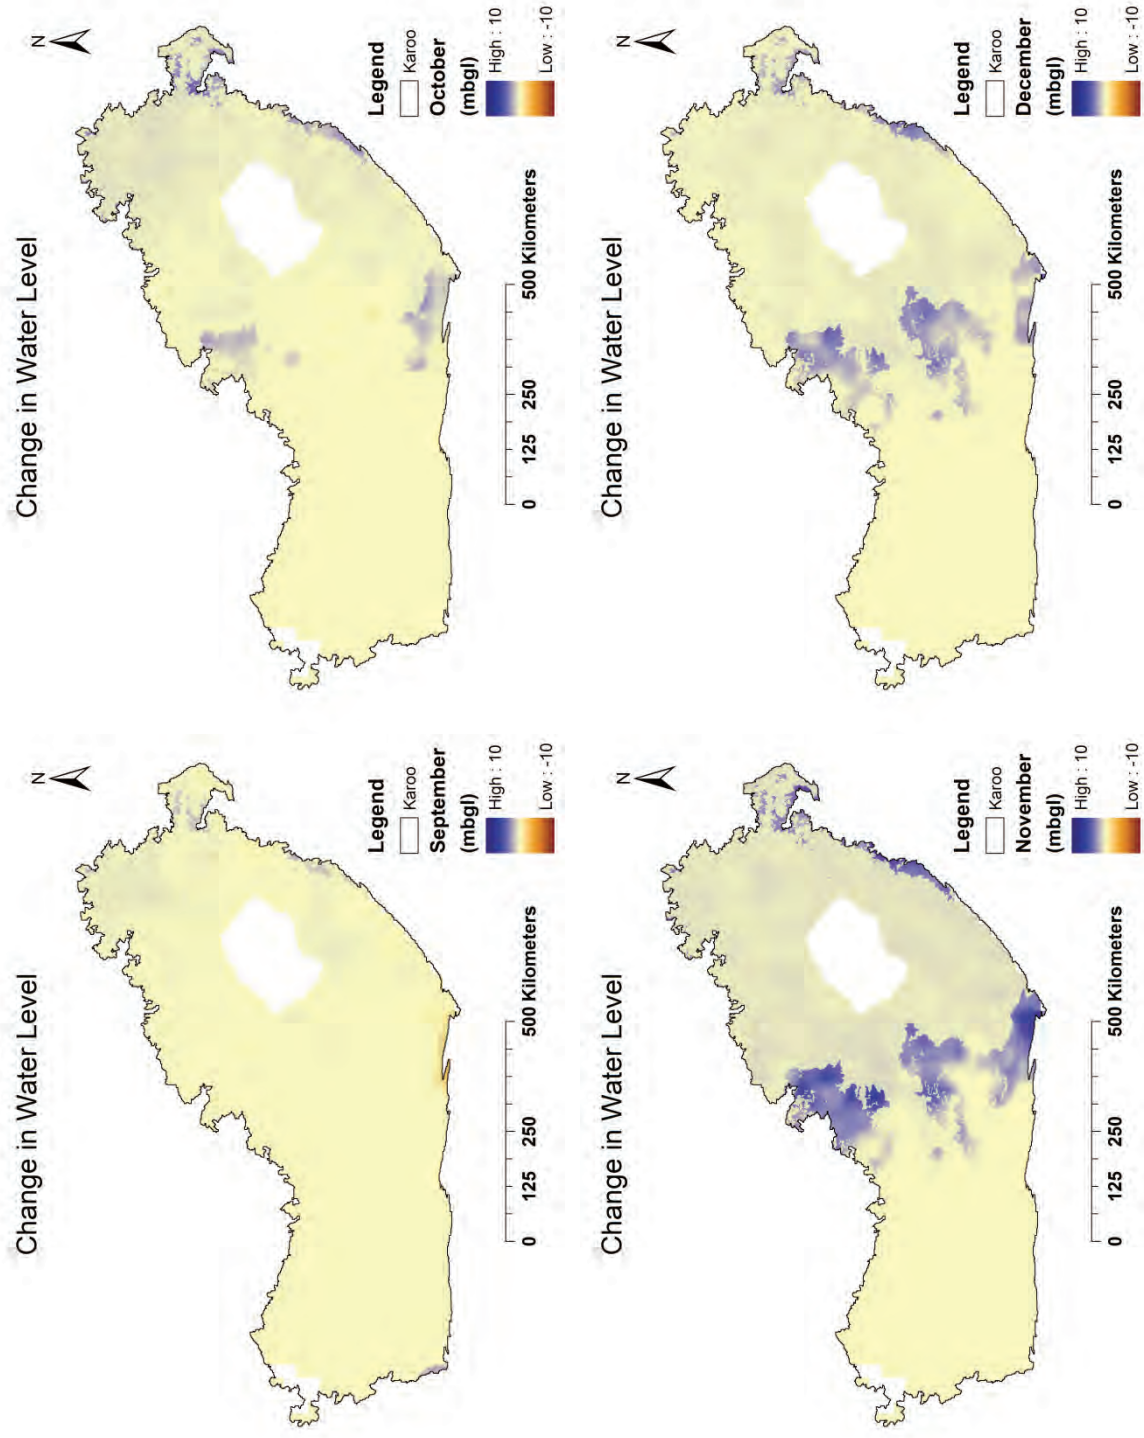 Change in Water Level
N
Legend
Karoo
September
(mbgl)
High : 10
Low : -10
0 125 250 500 Kilometers
Change in Water Level
N
Legend
Karoo
October
(mbgl)
High : 10
Low : -10
0 125 250 500 Kilometers
Change in Water Level
N
Legend
Karoo
November
(mbgl)
High : 10
Low : -10
0 125 250 500 Kilometers
Change in Water Level
N
Legend
Karoo
December
(mbgl)
High : 10
Low : -10
0 125 250 500 Kilometers